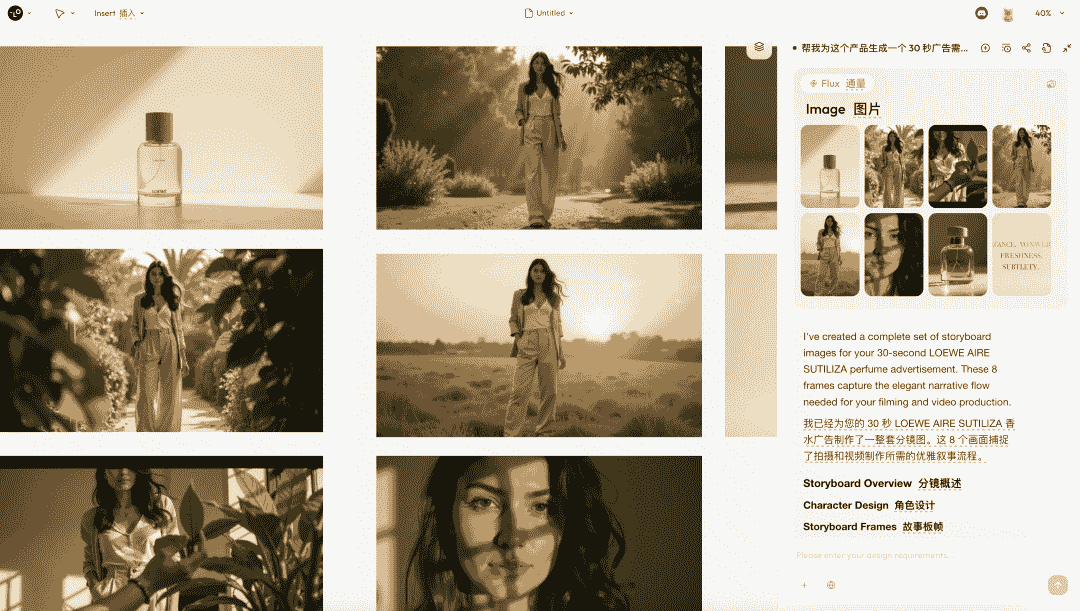 Insert 插入
Untitled
40%
帮我为这个产品生成一个 30 秒广告需...
Flux 通量
Image 图片
LOEWE
FRESHNESS.
SUBTLETY.
I've created a complete set of storyboard
images for your 30-second LOEWE AIRE
SUTILIZA perfume advertisement. These 8
frames capture the elegant narrative flow
needed for your filming and video production.
我已经为您的 30 秒 LOEWE AIRE SUTILIZA 香
水广告制作了一整套分镜图。这 8 个画面捕捉
了拍摄和视频制作所需的优雅叙事流程。
Storyboard Overview 分镜概述
Character Design 角色设计
Storyboard Frames 故事板帧
Please enter your design requirements...